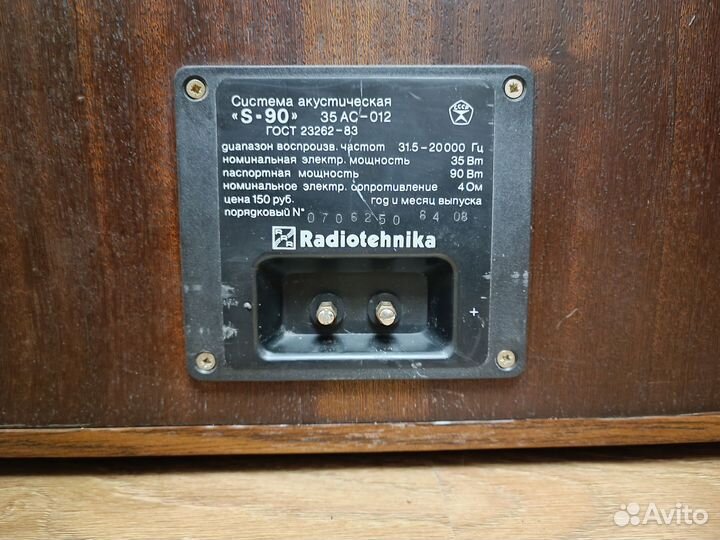 Система акустическая
«S-90» 35 АС-012
ГОСТ 23262-83
СССР
диапазон воспроизв. частот 31.5-20000 Гц
номинальная электр. мощность 35 Вт
паспортная мощность 90 Вт
номинальное электр. сопротивление 4 Ом
цена 150 руб. год и месяц выпуска
порядковый N° 0706250 84 08
Radiotehnika
+
Avito